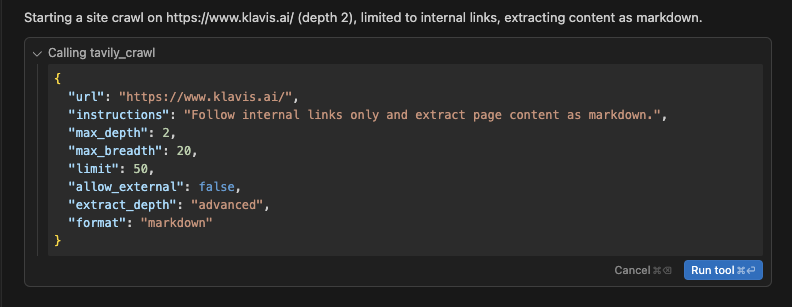 Starting a site crawl on https://www.klavis.ai/ (depth 2), limited to internal links, extracting content as markdown.
Calling tavily_crawl
{
"url": "https://www.klavis.ai/",
"instructions": "Follow internal links only and extract page content as markdown.",
"max_depth": 2,
"max_breadth": 20,
"limit": 50,
"allow_external": false,
"extract_depth": "advanced",
"format": "markdown"
}
Cancel ⌘⌫ Run tool ⌘⏎